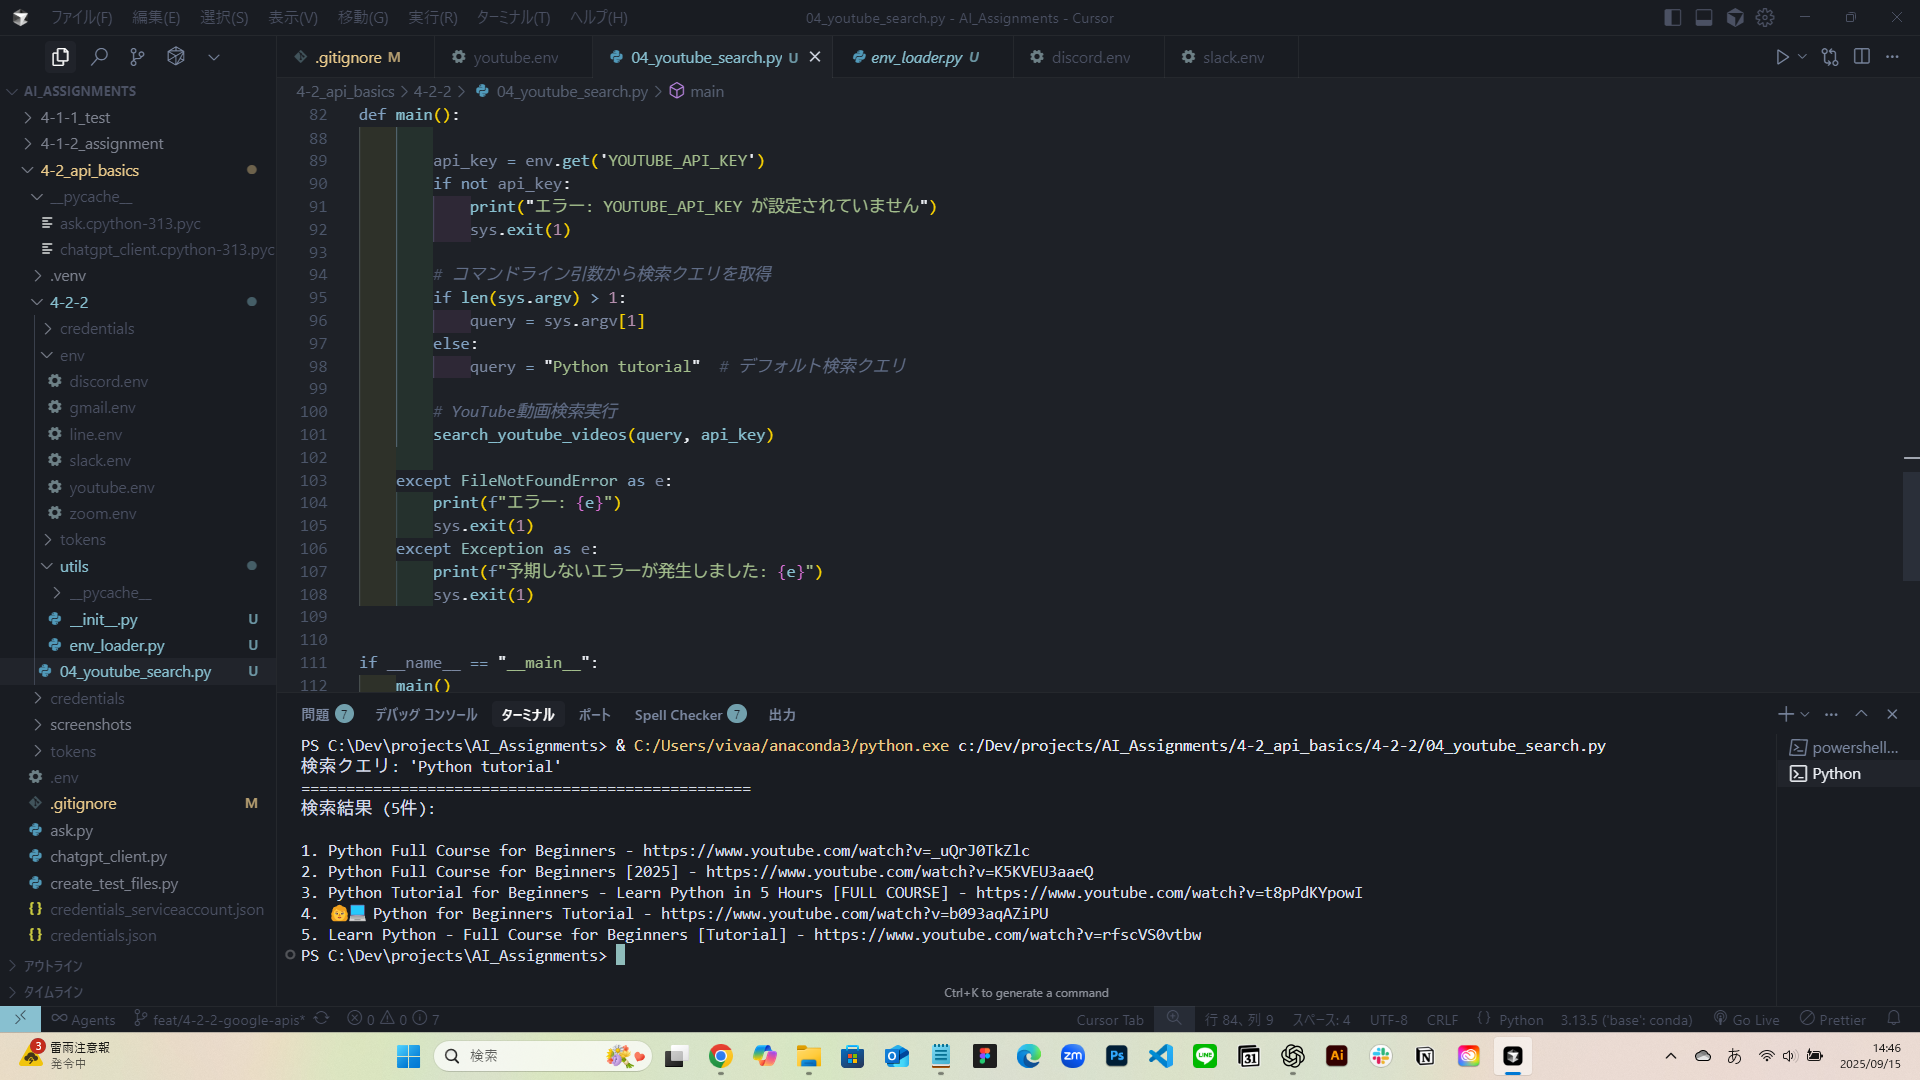 ファイル(F) 編集(E) 選択(S) 表示(V) 移動(G) 実行(R) ターミナル(T) ヘルプ(H)
04_youtube_search.py - AI_Assignments - Cursor
.gitignore M
youtube.env
04_youtube_search.py U
env_loader.py U
discord.env
slack.env
AI_ASSIGNMENTS
4-1-1_test
4-1-2_assignment
4-2_api_basics
__pycache__
ask.cpython-313.pyc
chatgpt_client.cpython-313.pyc
.venv
4-2-2
credentials
env
discord.env
gmail.env
line.env
slack.env
youtube.env
zoom.env
tokens
utils
__pycache__
__init__.py U
env_loader.py U
04_youtube_search.py U
credentials
screenshots
tokens
.env
.gitignore M
ask.py
chatgpt_client.py
create_test_files.py
{} credentials_serviceaccount.json
{} credentials.json
アウトライン
タイムライン
4-2_api_basics > 4-2-2 > 04_youtube_search.py > main
82 def main():
88
89 api_key = env.get('YOUTUBE_API_KEY')
90 if not api_key:
91 print("エラー: YOUTUBE_API_KEY が設定されていません")
92 sys.exit(1)
93
94 # コマンドライン引数から検索クエリを取得
95 if len(sys.argv) > 1:
96 query = sys.argv[1]
97 else:
98 query = "Python tutorial"  # デフォルト検索クエリ
99
100 # YouTube動画検索実行
101 search_youtube_videos(query, api_key)
102
103 except FileNotFoundError as e:
104 print(f"エラー: {e}")
105 sys.exit(1)
106 except Exception as e:
107 print(f"予期しないエラーが発生しました: {e}")
108 sys.exit(1)
109
110
111 if __name__ == "__main__":
112 main()
問題 7 デバッグ コンソール ターミナル ポート Spell Checker 7 出力
PS C:\Dev\projects\AI_Assignments> & C:/Users/vivaa/anaconda3/python.exe c:/Dev/projects/AI_Assignments/4-2_api_basics/4-2-2/04_youtube_search.py
検索クエリ: 'Python tutorial'
==================================================
検索結果 (5件):
1. Python Full Course for Beginners - https://www.youtube.com/watch?v=_uQrJ0TkZlc
2. Python Full Course for Beginners [2025] - https://www.youtube.com/watch?v=K5KVEU3aaeQ
3. Python Tutorial for Beginners - Learn Python in 5 Hours [FULL COURSE] - https://www.youtube.com/watch?v=t8pPdKYpowI
4. 👩‍💻 Python for Beginners Tutorial - https://www.youtube.com/watch?v=b093aqAZiPU
5. Learn Python - Full Course for Beginners [Tutorial] - https://www.youtube.com/watch?v=rfscVS0vtbw
PS C:\Dev\projects\AI_Assignments>
Ctrl+K to generate a command
powershell...
Python
Agents feat/4-2-2-google-apis* 0 0 7
Cursor Tab 行 84、列 9 スペース: 4 UTF-8 CRLF {} Python 3.13.5 ('base': conda) Go Live Prettier
3
雷雨注意報
発令中
検索
zm Ps LINE 31 Ai N
あ
14:46
2025/09/15